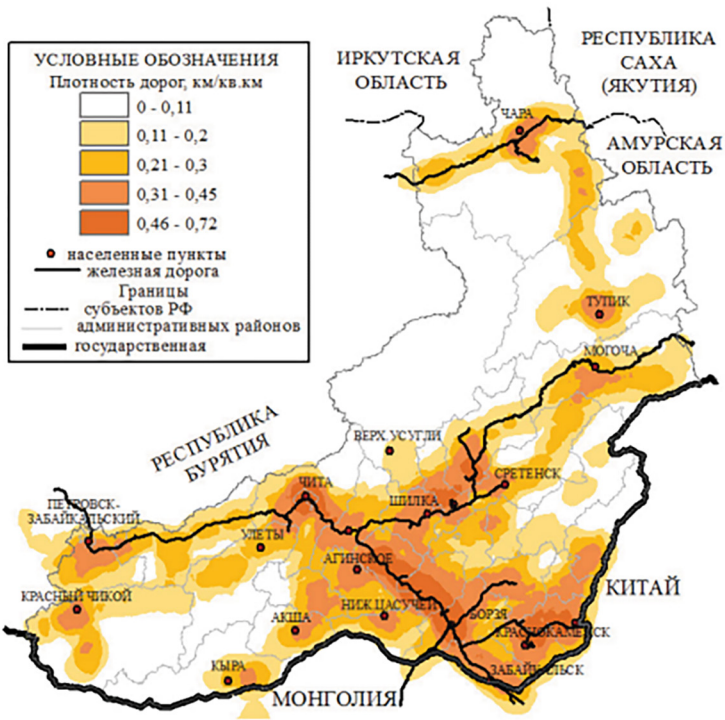 УСЛОВНЫЕ ОБОЗНАЧЕНИЯ
Плотность дорог, км/кв.км
0 - 0,11
0,11 - 0,2
0,21 - 0,3
0,31 - 0,45
0,46 - 0,72
населенные пункты
железная дорога
Границы
субъектов РФ
административных районов
государственная
ИРКУТСКАЯ
ОБЛАСТЬ
РЕСПУБЛИКА
САХА
(ЯКУТИЯ)
ЧАРА
АМУРСКАЯ
ОБЛАСТЬ
ТУПИК
МОГОЧА
РЕСПУБЛИКА
БУРЯТИЯ
ВЕРХ.УСУГЛИ
СРЕТЕНСК
ЧИТА
ШИЛКА
ПЕТРОВСК-
ЗАБАЙКАЛЬСКИЙ
УЛЕТЫ
АГИНСКОЕ
КИТАЙ
КРАСНЫЙ ЧИКОЙ
НИЖ.ЦАСУЧЕЙ
БОРЗЯ
АКША
КРАСНОКАМЕНСК
КЫРА
ЗАБАЙКАЛЬСК
МОНГОЛИЯ